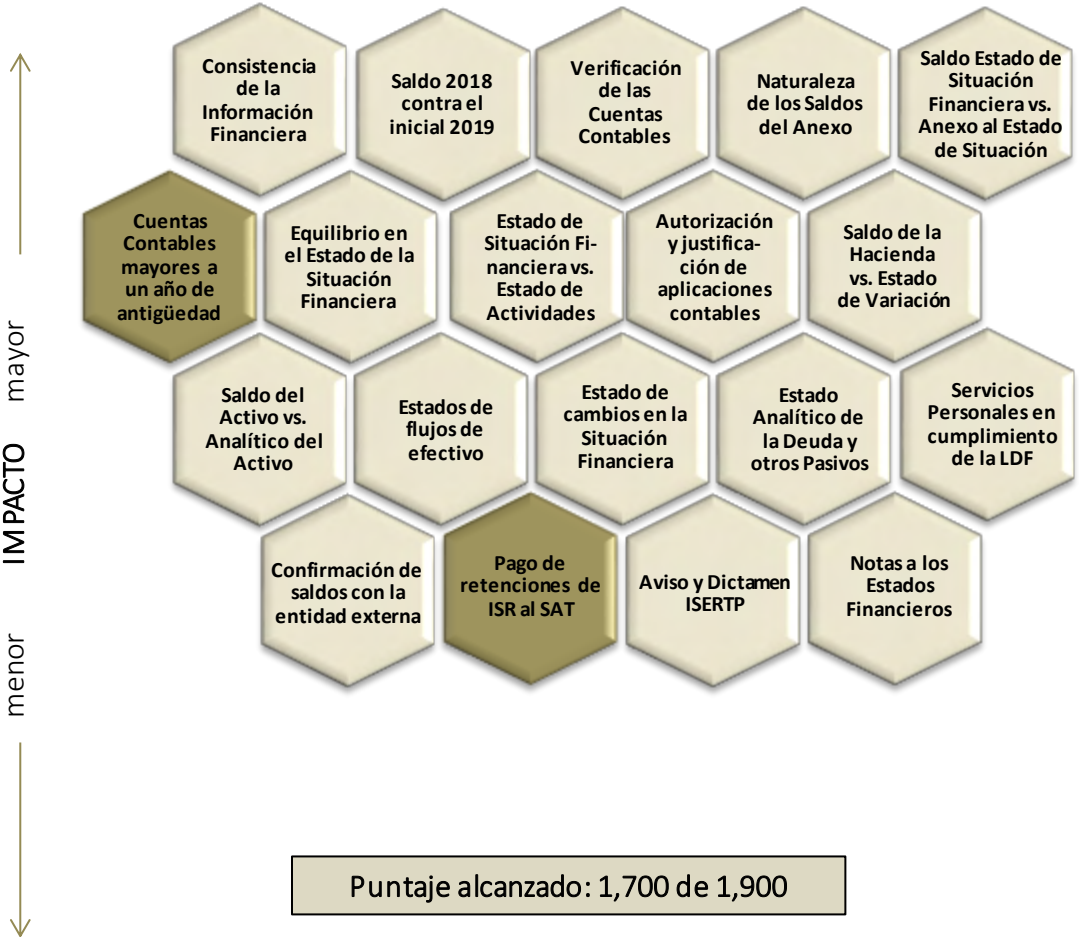 Consistencia
de la
Información
Financiera
Saldo 2018
contra el
inicial 2019
Verificación
de las
Cuentas
Contables
Naturaleza
de los Saldos
del Anexo
Saldo Estado de
Situación
Financiera vs.
Anexo al Estado
de Situación
Cuentas
Contables
mayores a
un año de
antigüedad
Equilibrio en
el Estado de la
Situación
Financiera
Estado de
Situación Fi-
nanciera vs.
Estado de
Actividades
Autorización
y justifica-
ción de
aplicaciones
contables
Saldo de la
Hacienda
vs. Estado
de Variación
Saldo del
Activo vs.
Analítico del
Activo
Estados de
flujos de
efectivo
Estado de
cambios en la
Situación
Financiera
Estado
Analítico de
la Deuda y
otros Pasivos
Servicios
Personales en
cumplimiento
de la LDF
Confirmación de
saldos con la
entidad externa
Pago de
retenciones de
ISR al SAT
Aviso y Dictamen
ISERTP
Notas a los
Estados
Financieros
menor IMPACTO mayor
Puntaje alcanzado: 1,700 de 1,900